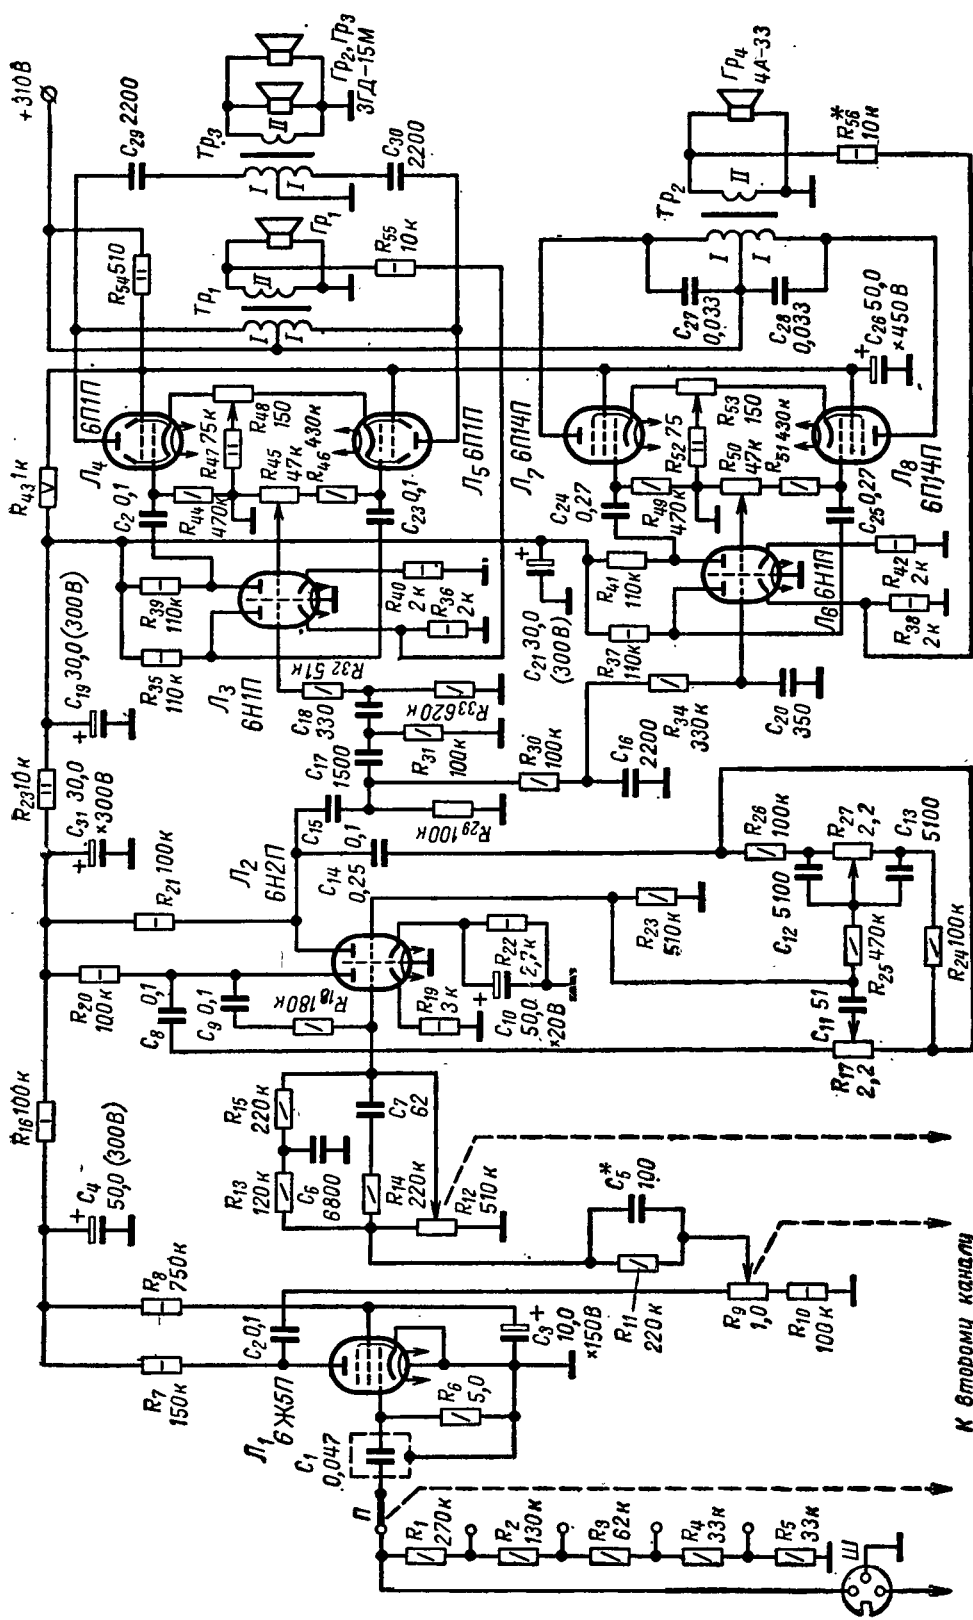 +310В
R54 510
C29 2200
Тр3
Гр2, Гр3
3ГД-15М
C30
2200
Тр1
Гр1
R55
10к
Гр4
4А-33
Тр2
R56*
10к
C27
0,033
C28
0,033
C26 50,0
×450В
R43 1к
Л4
6П1П
C2 0,1
R44
470к
R47 75к
R48
150
R45
47к
R46
430к
C23 0,1
Л5 6П1П
Л7 6П14П
C24
0,27
R49
470к
R52 75
R53
150
R50
47к
R51 430к
C25 0,27
Л8
6П14П
C19 30,0 (300В)
R39
110к
R35
110к
Л3
6Н1П
R40
2к
R36
2к
C21 30,0
(300В)
R41
110к
R37
110к
Л6 6Н1П
R42
2к
R38
2к
R32 51к
C18
330
R33 620к
C17
1500
R31
100к
R30
100к
C16
2200
R34
330к
C20
350
R23 10к
C31 30,0
×300В
R21 100к
Л2
6Н2П
C15
0,1
C14
0,25
R29 100к
R20
100к
C8
0,1
C9 0,1
R18 180к
R19
3к
C10
50,0
×20В
R22
2,7к
R23
510к
R26
100к
R27
2,2
C13
5100
C12 5100
R25 470к
R24 100к
C11 51
R17
2,2
R16 100к
C4
50,0 (300В)
R15
220к
R13
120к
C6
6800
C7
62
R14
220к
R12
510к
C5*
100
R11
220к
R9
1,0
R10
100к
R8
750к
R7
150к
C2 0,1
Л1
6Ж5П
C3
10,0
×150В
R6
5,0
C1
0,047
П
R1
270к
R2
130к
R3
62к
R4
33к
R5
33к
Ш
К второму каналу